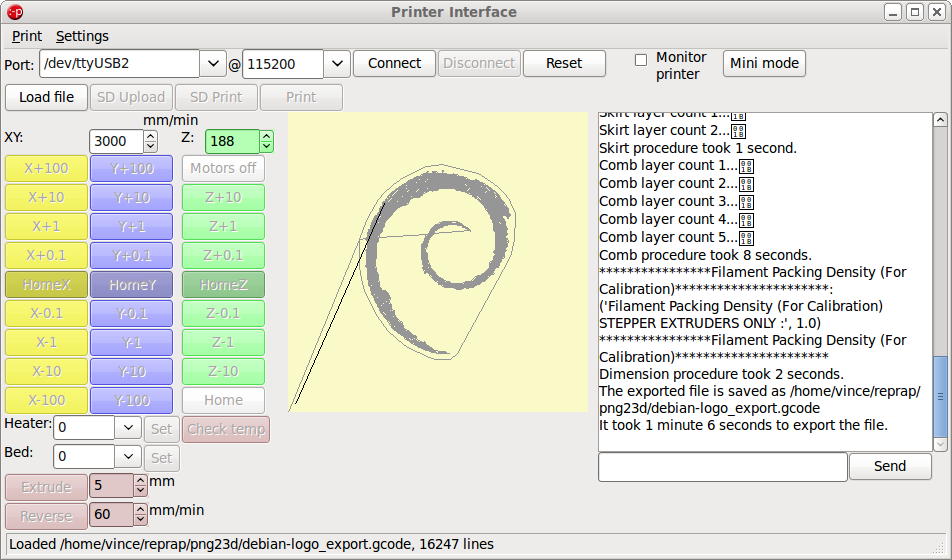 :-p
Printer Interface
Print Settings
Port: /dev/ttyUSB2 @ 115200 Connect Disconnect Reset Monitor printer Mini mode
Load file SD Upload SD Print Print
mm/min
XY: 3000 Z: 188
X+100 Y+100 Motors off
X+10 Y+10 Z+10
X+1 Y+1 Z+1
X+0.1 Y+0.1 Z+0.1
HomeX HomeY HomeZ
X-0.1 Y-0.1 Z-0.1
X-1 Y-1 Z-1
X-10 Y-10 Z-10
X-100 Y-100 Home
Heater: 0 Set Check temp
Bed: 0 Set
Extrude 5 mm
Reverse 60 mm/min
Skirt layer count 1...
Skirt layer count 2...
Skirt procedure took 1 second.
Comb layer count 1...
Comb layer count 2...
Comb layer count 3...
Comb layer count 4...
Comb layer count 5...
Comb procedure took 8 seconds.
****************Filament Packing Density (For
Calibration)**********************:
('Filament Packing Density (For Calibration)
STEPPER EXTRUDERS ONLY :', 1.0)
****************Filament Packing Density (For
Calibration)**********************
Dimension procedure took 2 seconds.
The exported file is saved as /home/vince/reprap/
png23d/debian-logo_export.gcode
It took 1 minute 6 seconds to export the file.
Send
Loaded /home/vince/reprap/png23d/debian-logo_export.gcode, 16247 lines